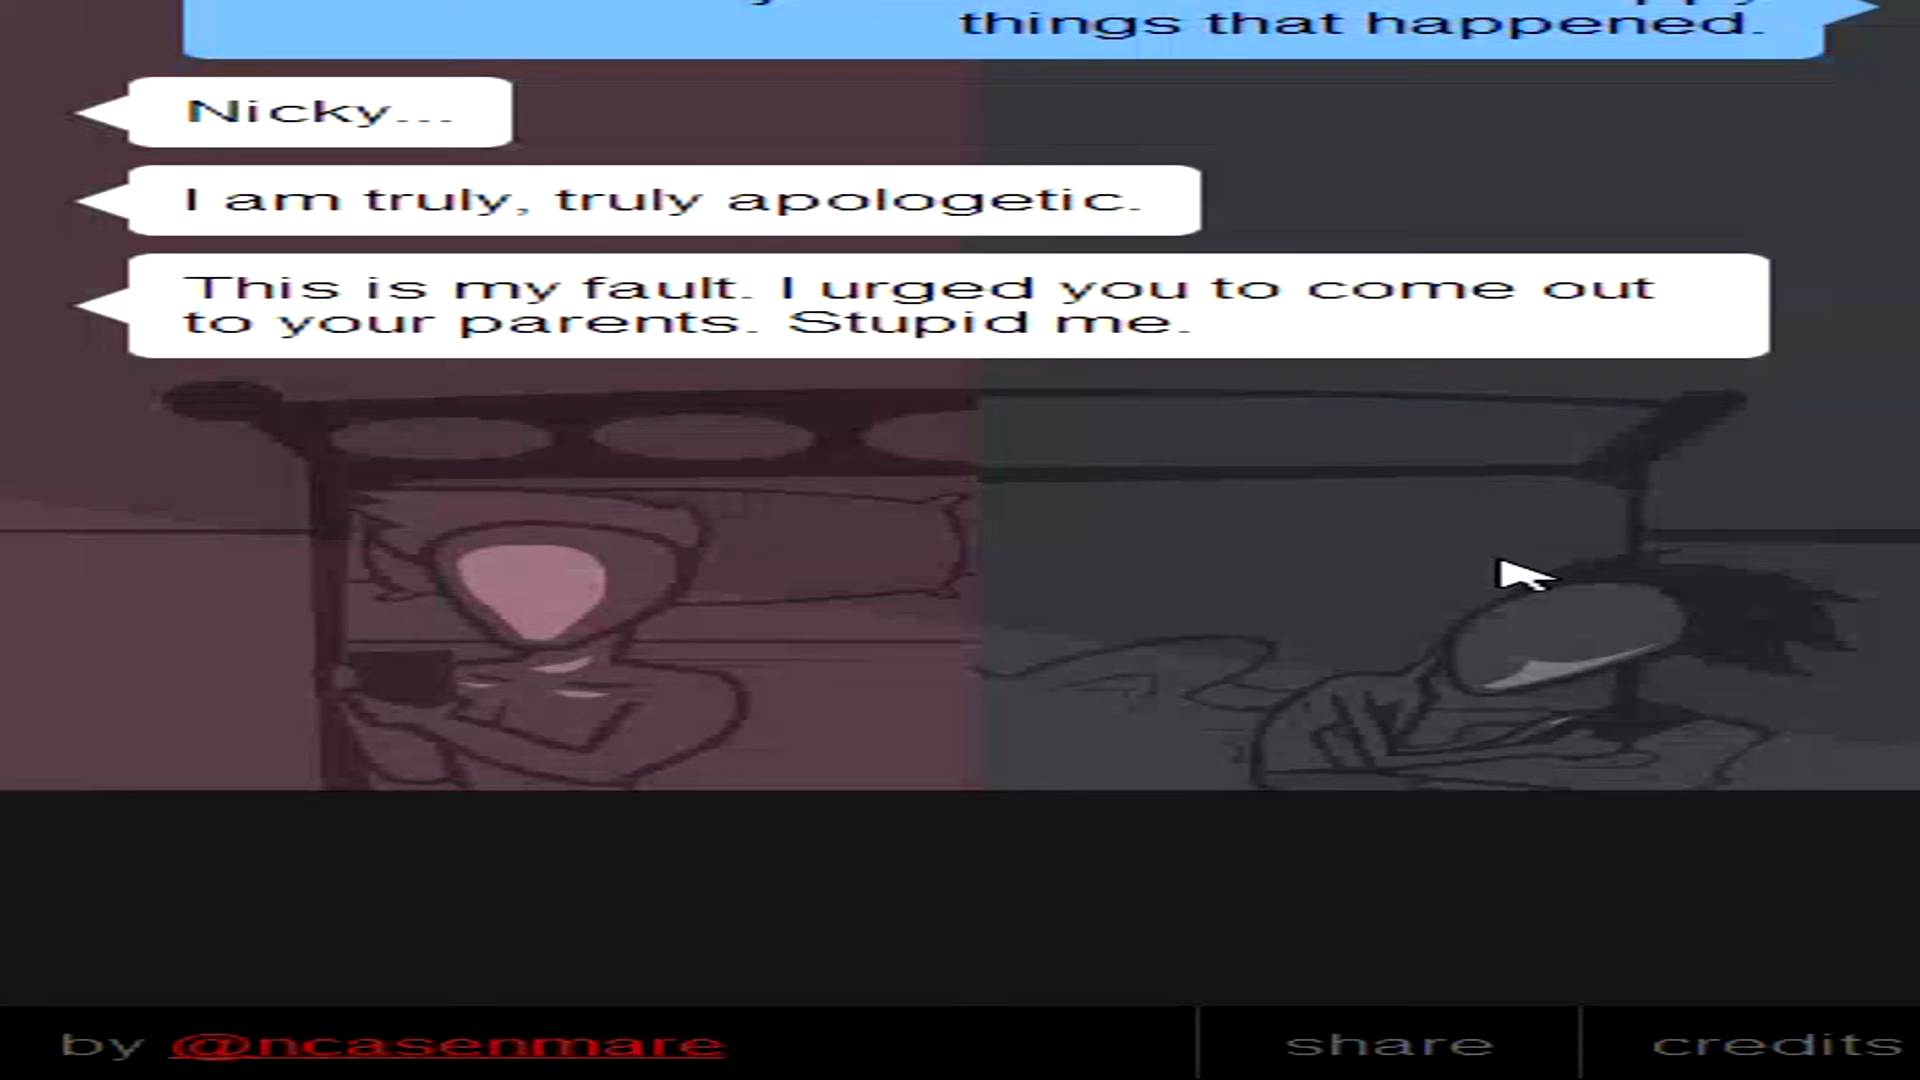 things that happened.
Nicky...
I am truly, truly apologetic.
This is my fault. I urged you to come out
to your parents. Stupid me.
by @ncasenmare
share
credits